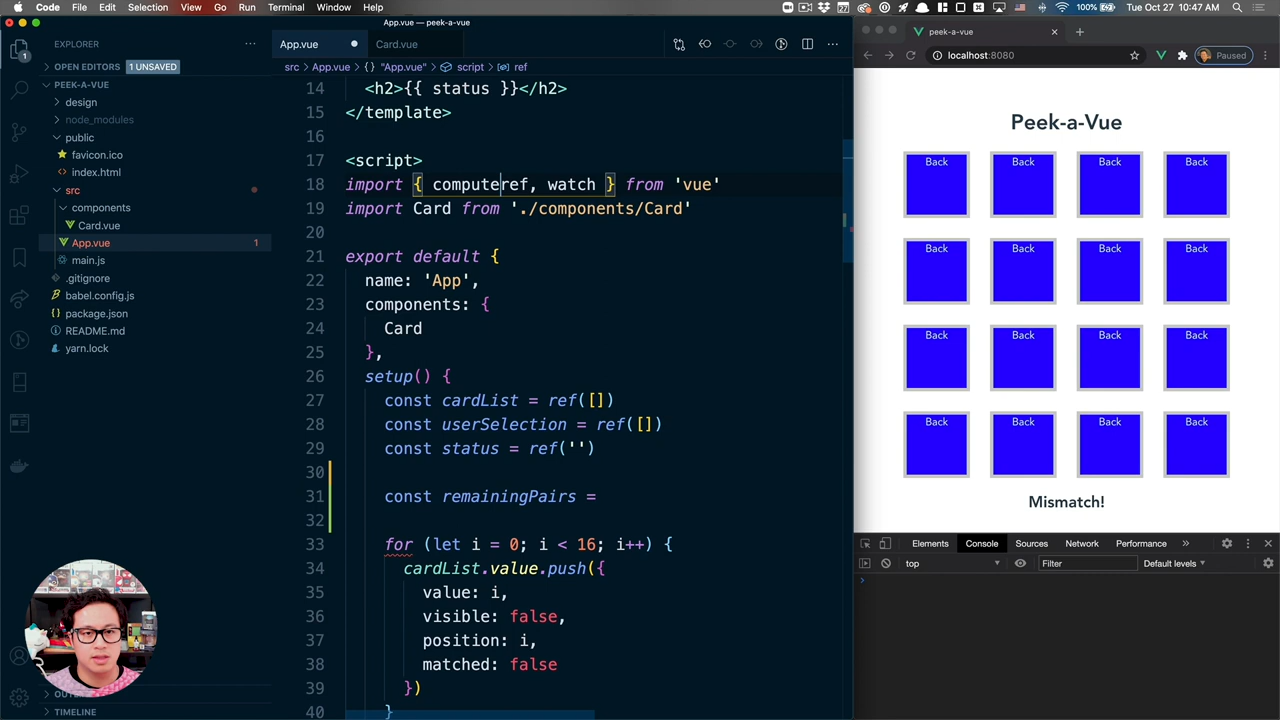 Code File Edit Selection View Go Run Terminal Window Help 100% Tue Oct 27 10:47 AM
App.vue — peek-a-vue
EXPLORER
OPEN EDITORS 1 UNSAVED
PEEK-A-VUE
design
node_modules
public
favicon.ico
index.html
src
components
Card.vue
App.vue 1
main.js
.gitignore
babel.config.js
package.json
README.md
yarn.lock
TIMELINE
App.vue Card.vue
src App.vue {} "App.vue" script ref
14 <h2>{{ status }}</h2>
15 </template>
16
17 <script>
18 import { computeref, watch } from 'vue'
19 import Card from './components/Card'
20
21 export default {
22 name: 'App',
23 components: {
24 Card
25 },
26 setup() {
27 const cardList = ref([])
28 const userSelection = ref([])
29 const status = ref('')
30
31 const remainingPairs =
32
33 for (let i = 0; i < 16; i++) {
34 cardList.value.push({
35 value: i,
36 visible: false,
37 position: i,
38 matched: false
39 })
40 }
peek-a-vue
localhost:8080 Paused
Peek-a-Vue
Back Back Back Back
Back Back Back Back
Back Back Back Back
Back Back Back Back
Mismatch!
Elements Console Sources Network Performance »
top Filter Default levels